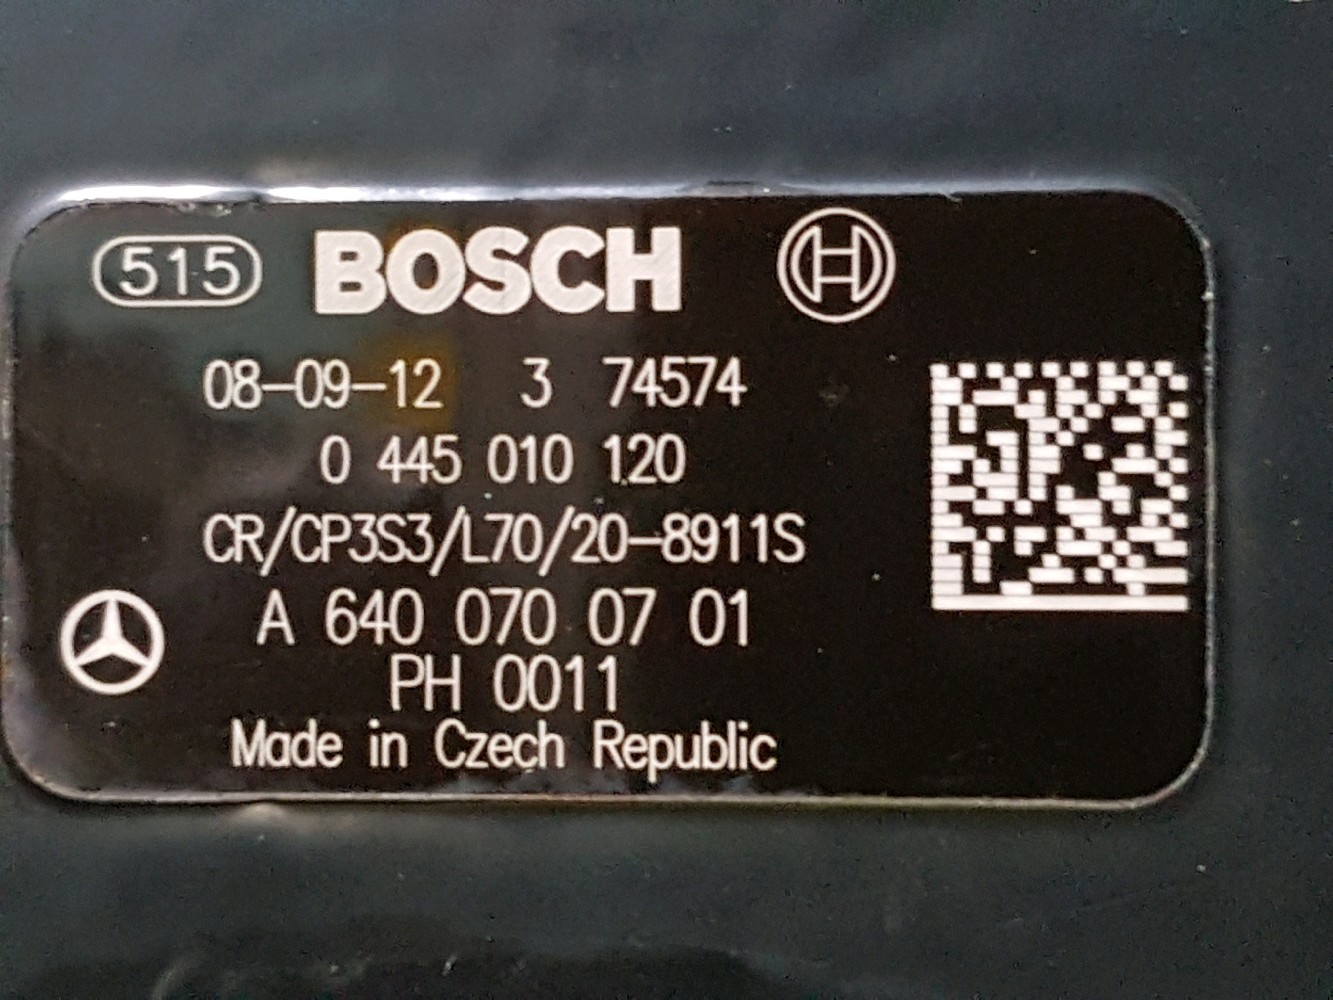 515 BOSCH
08-09-12 3 74574
0 445 010 120
CR/CP3S3/L70/20-8911S
A 640 070 07 01
PH 0011
Made in Czech Republic